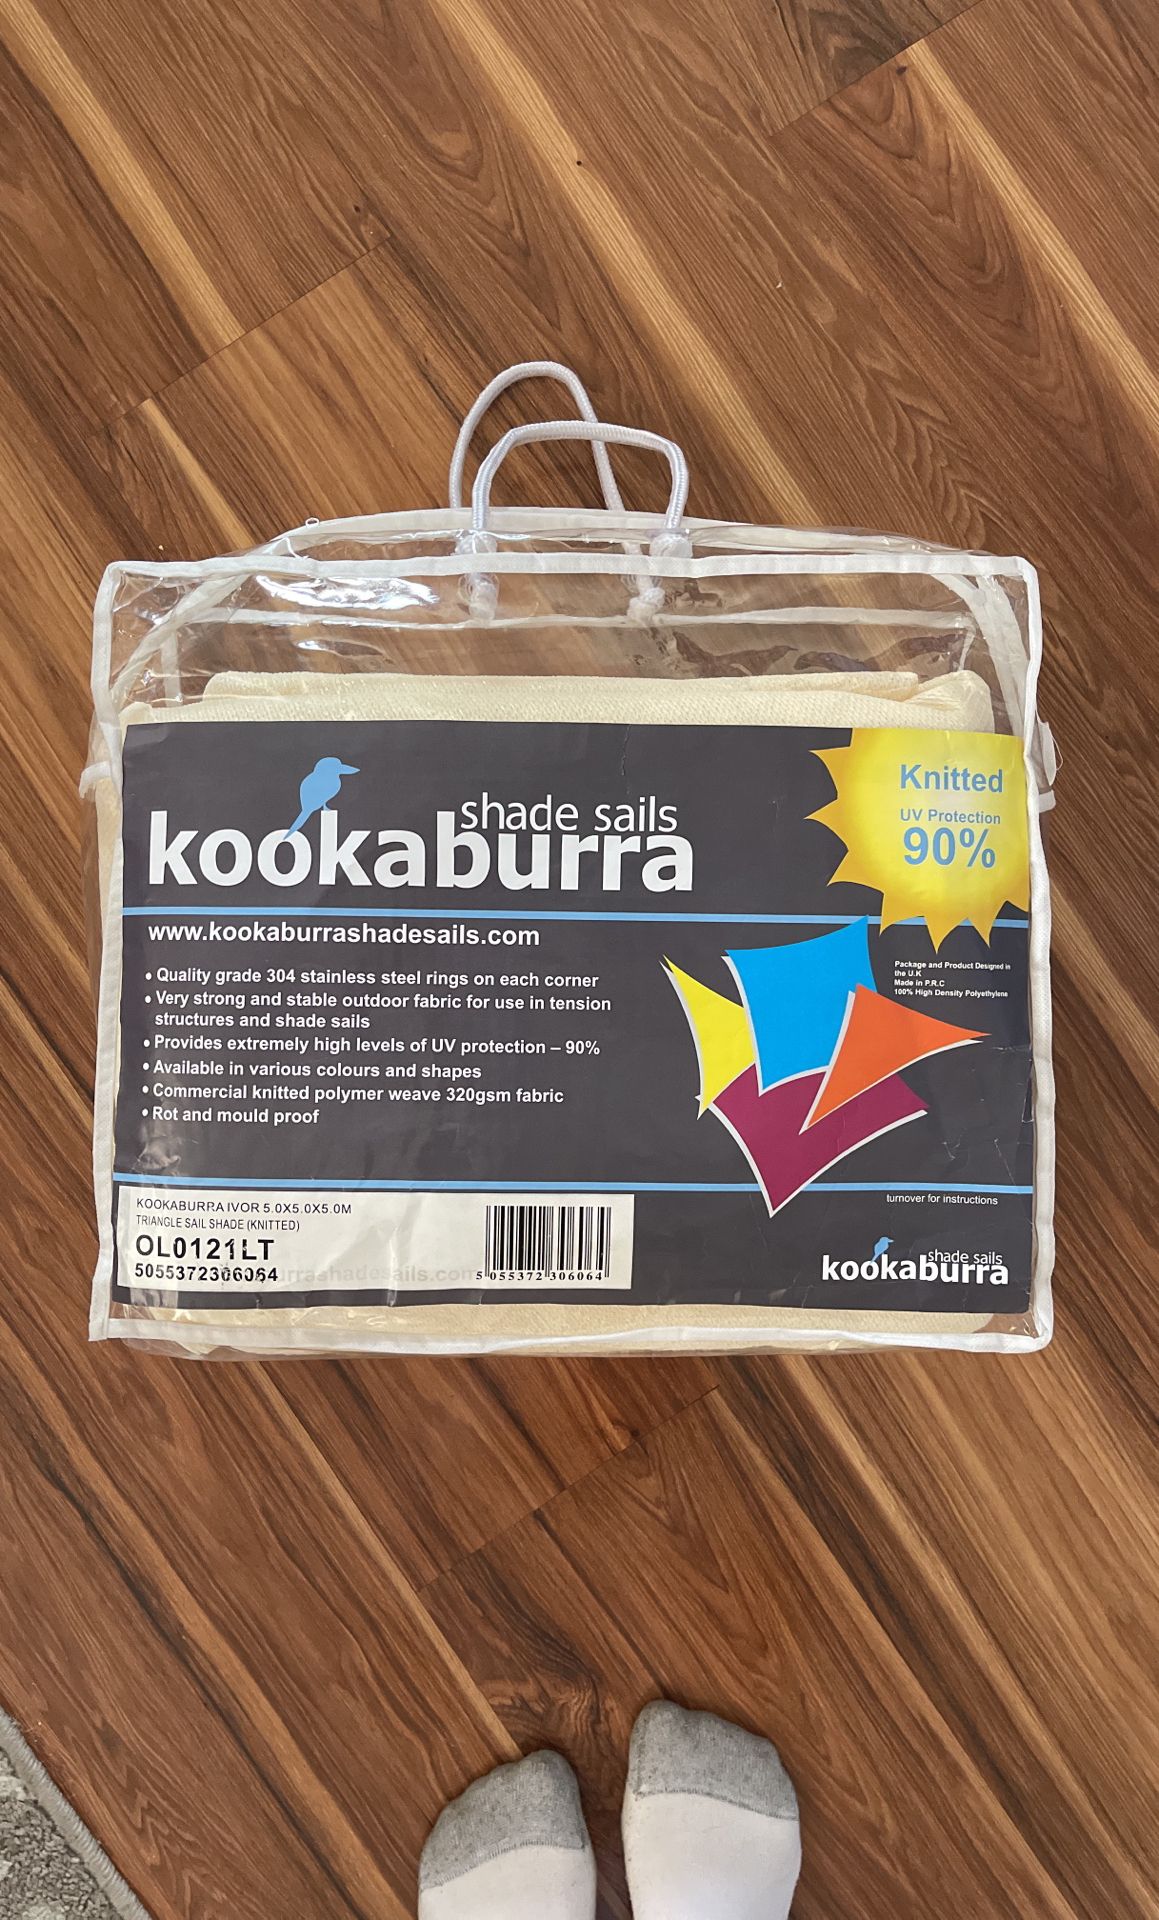 Knitted
UV Protection
90%
shade sails
kookaburra
www.kookaburrashadesails.com
• Quality grade 304 stainless steel rings on each corner
• Very strong and stable outdoor fabric for use in tension
structures and shade sails
• Provides extremely high levels of UV protection – 90%
• Available in various colours and shapes
• Commercial knitted polymer weave 320gsm fabric
• Rot and mould proof
Package and Product Designed in
the U.K
Made in P.R.C
100% High Density Polyethylene
turnover for instructions
KOOKABURRA IVOR 5.0X5.0X5.0M
TRIANGLE SAIL SHADE (KNITTED)
OL0121LT
5055372306064
5 055372 306064
shade sails
kookaburra